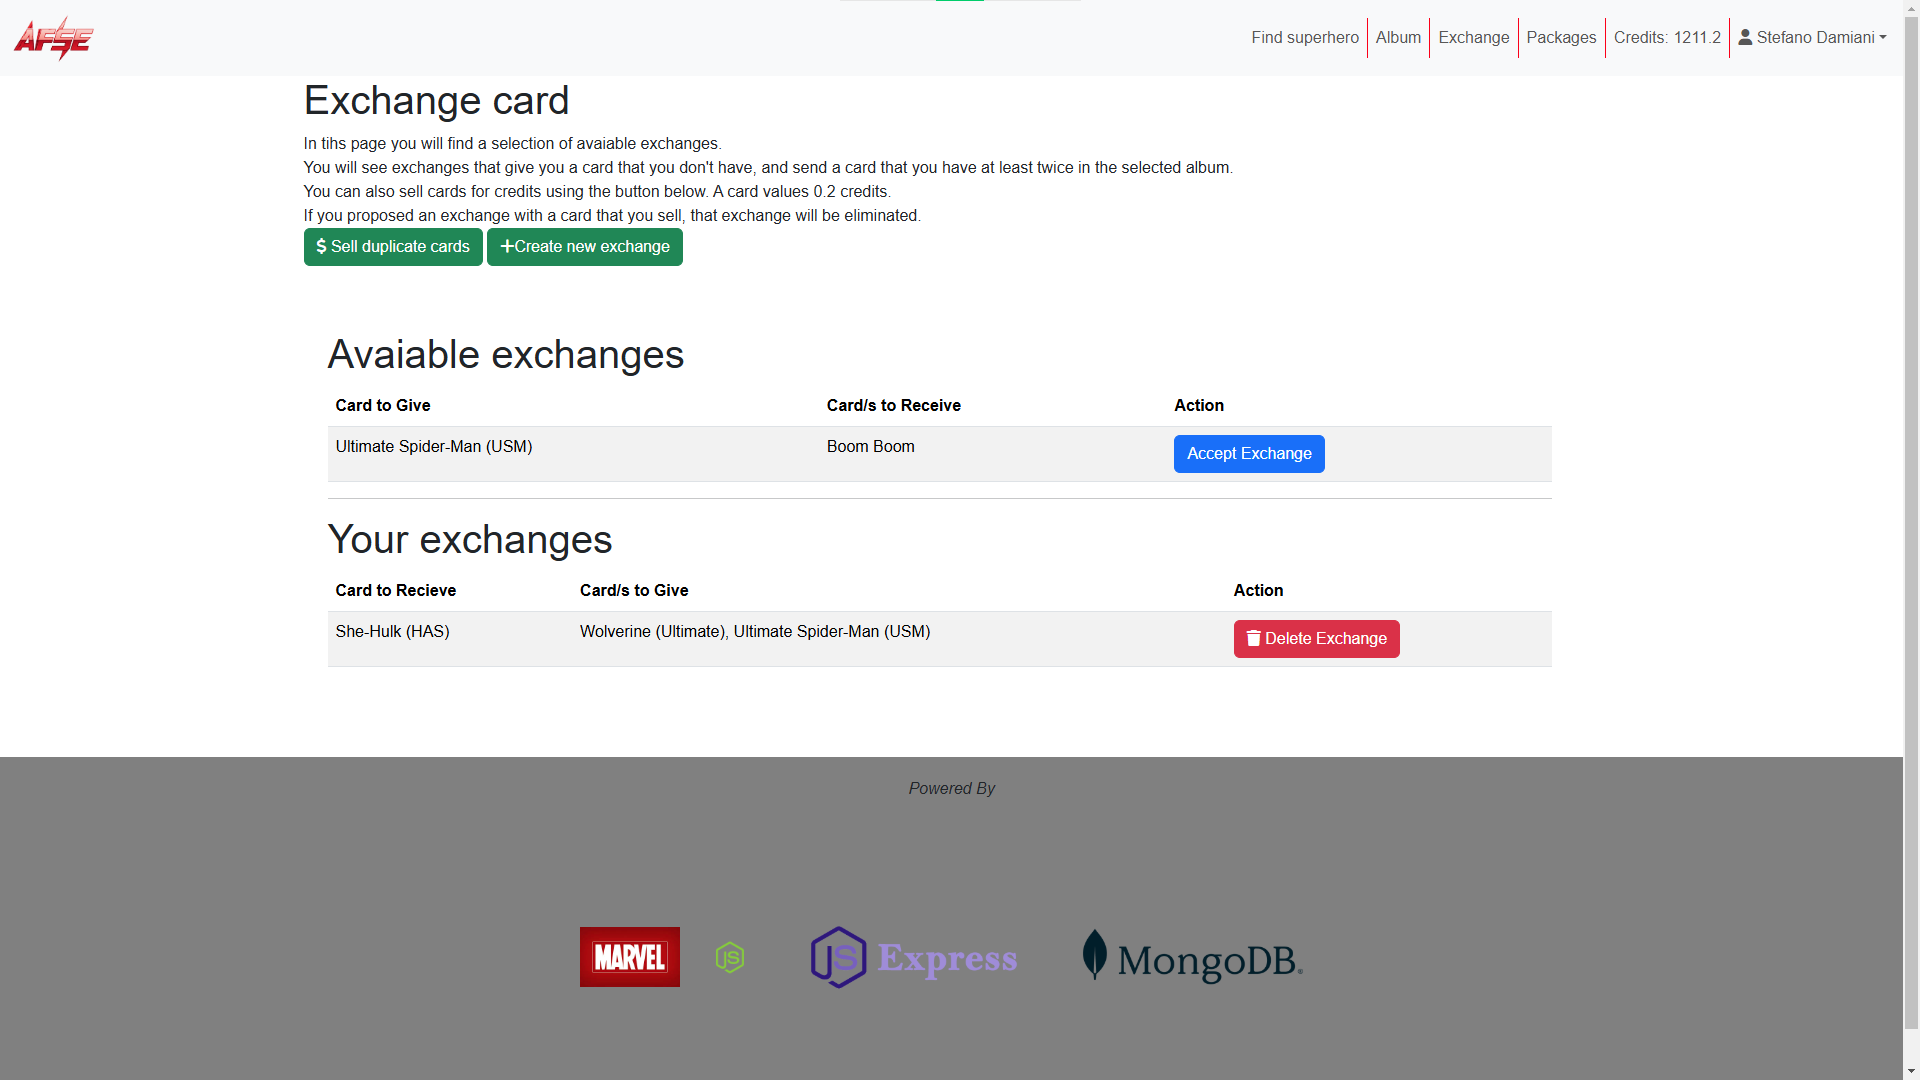 AFSE
Find superhero
Album
Exchange
Packages
Credits: 1211.2
Stefano Damiani
Exchange card
In tihs page you will find a selection of avaiable exchanges.
You will see exchanges that give you a card that you don't have, and send a card that you have at least twice in the selected album.
You can also sell cards for credits using the button below. A card values 0.2 credits.
If you proposed an exchange with a card that you sell, that exchange will be eliminated.
$ Sell duplicate cards
+Create new exchange
Avaiable exchanges
Card to Give Card/s to Receive Action
Ultimate Spider-Man (USM) Boom Boom Accept Exchange
Your exchanges
Card to Recieve Card/s to Give Action
She-Hulk (HAS) Wolverine (Ultimate), Ultimate Spider-Man (USM) Delete Exchange
Powered By
MARVEL
JS
JS Express
MongoDB®